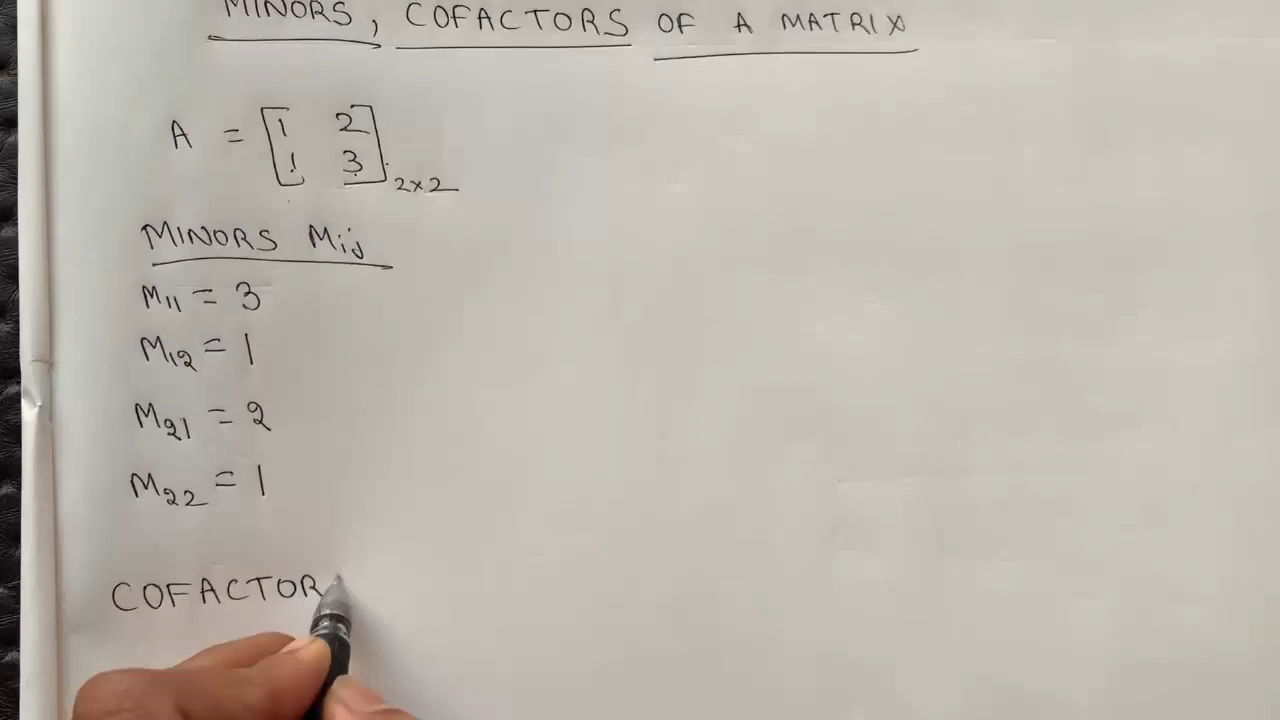 MINORS, COFACTORS OF A MATRIX
A = [1 2
1 3]2×2
MINORS Mij
M11 = 3
M12 = 1
M21 = 2
M22 = 1
COFACTOR